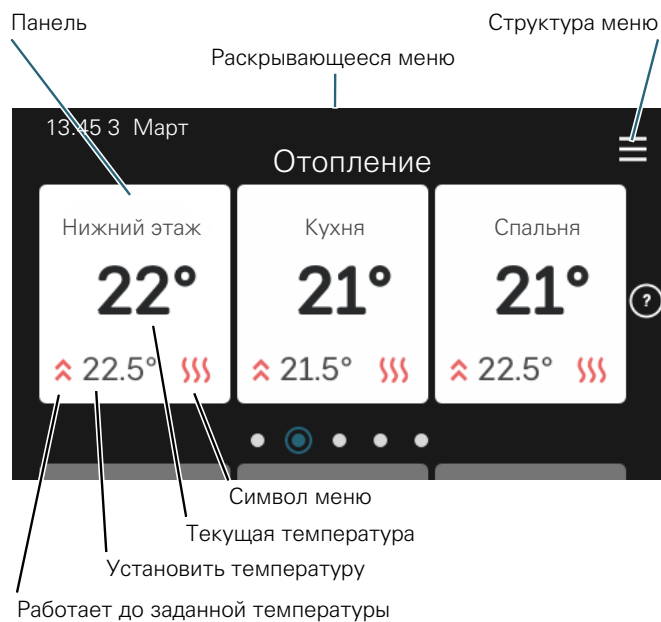 Панель
Структура меню
Раскрывающееся меню
13.45 3 Март
Отопление
Нижний этаж
Кухня
Спальня
22°
21°
21°
?
22.5°
21.5°
22.5°
Символ меню
Текущая температура
Установить температуру
Работает до заданной температуры